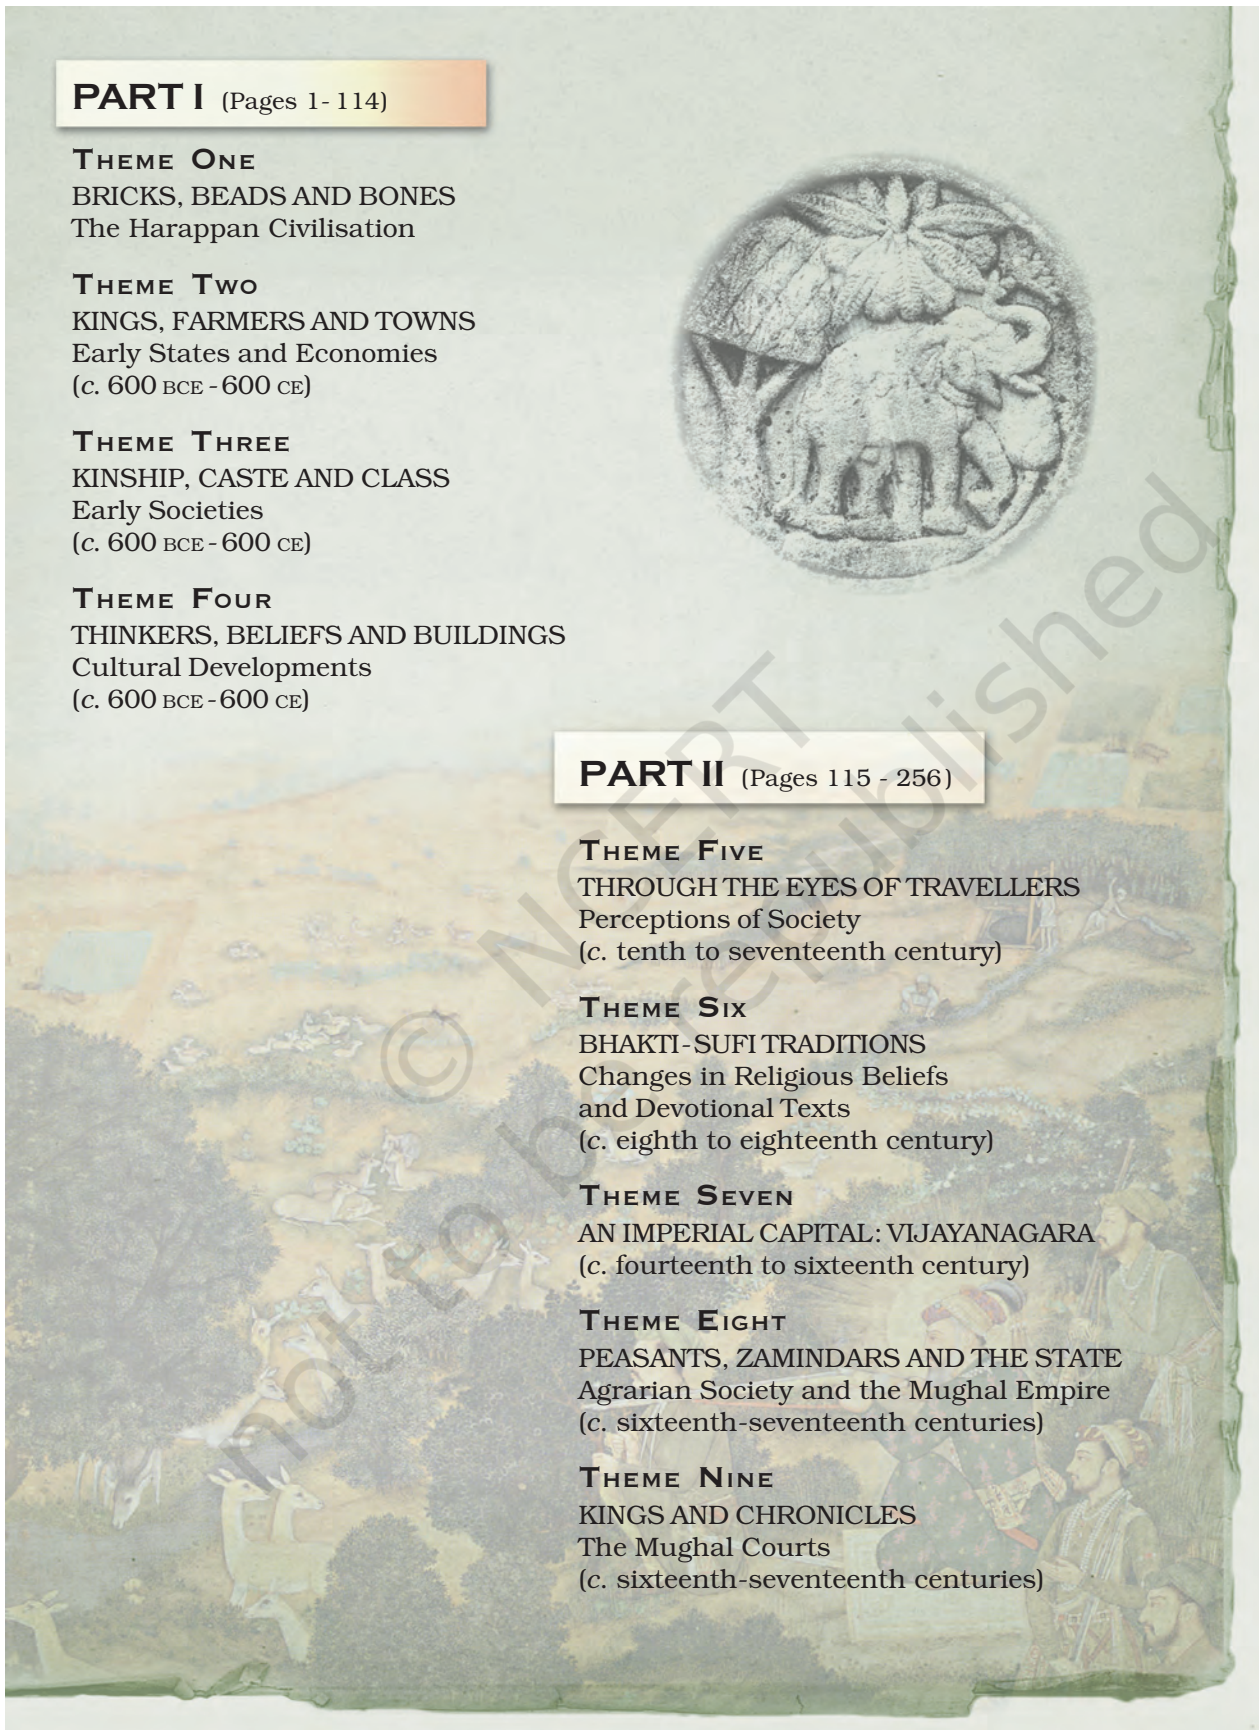 PART I (Pages 1- 114)
THEME ONE
BRICKS, BEADS AND BONES
The Harappan Civilisation
THEME TWO
KINGS, FARMERS AND TOWNS
Early States and Economies
(c. 600 BCE - 600 CE)
THEME THREE
KINSHIP, CASTE AND CLASS
Early Societies
(c. 600 BCE - 600 CE)
THEME FOUR
THINKERS, BELIEFS AND BUILDINGS
Cultural Developments
(c. 600 BCE - 600 CE)
PART II (Pages 115 - 256)
THEME FIVE
THROUGH THE EYES OF TRAVELLERS
Perceptions of Society
(c. tenth to seventeenth century)
THEME SIX
BHAKTI - SUFI TRADITIONS
Changes in Religious Beliefs
and Devotional Texts
(c. eighth to eighteenth century)
THEME SEVEN
AN IMPERIAL CAPITAL: VIJAYANAGARA
(c. fourteenth to sixteenth century)
THEME EIGHT
PEASANTS, ZAMINDARS AND THE STATE
Agrarian Society and the Mughal Empire
(c. sixteenth-seventeenth centuries)
THEME NINE
KINGS AND CHRONICLES
The Mughal Courts
(c. sixteenth-seventeenth centuries)
© NCERT
not to be republished